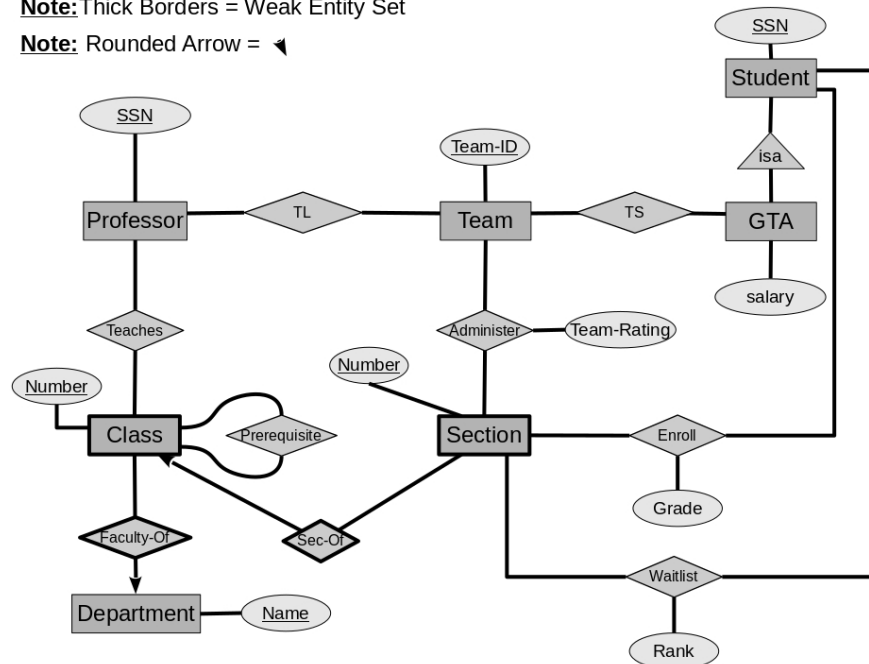 Note:Thick Borders = Weak Entity Set
Note: Rounded Arrow =
SSN
Student
SSN
Team-ID
isa
Professor
TL
Team
TS
GTA
salary
Teaches
Administer
Team-Rating
Number
Number
Class
Prerequisite
Section
Enroll
Grade
Faculty-Of
Sec-Of
Waitlist
Department
Name
Rank